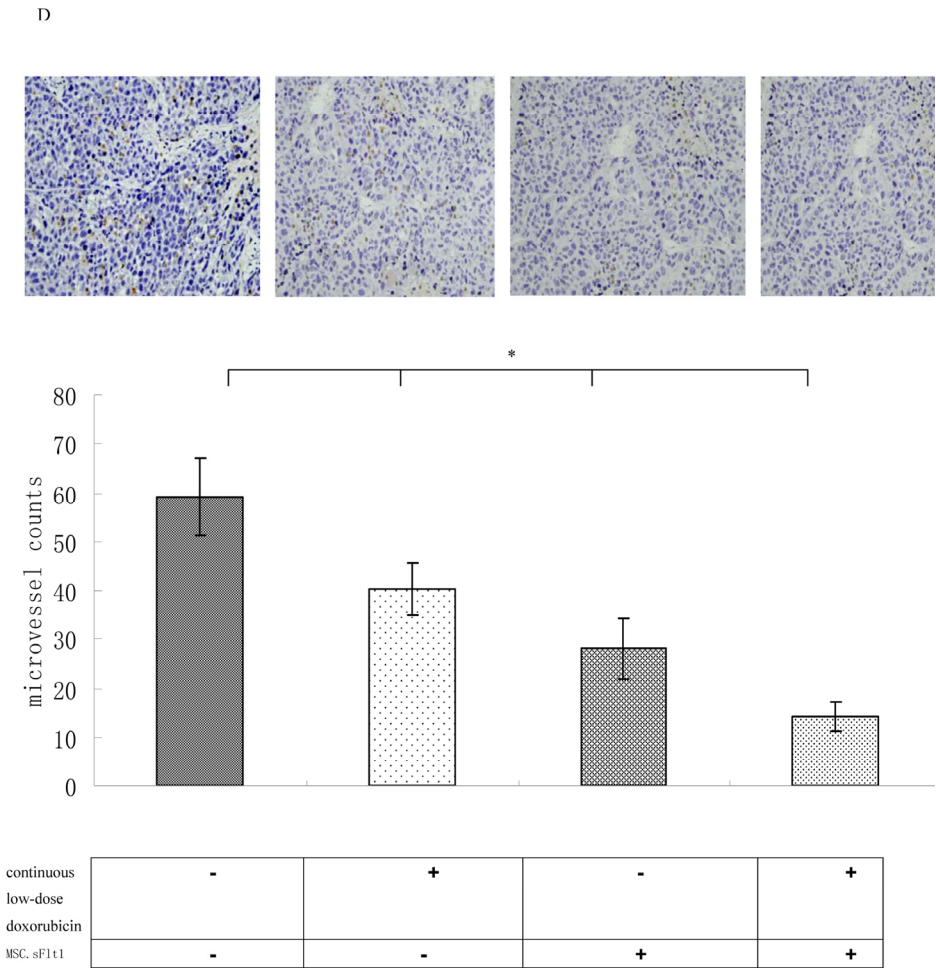 D
*
microvessel counts
80
70
60
50
40
30
20
10
0
continuous - + - +
low-dose
doxorubicin
MSC.sFlt1 - - + +